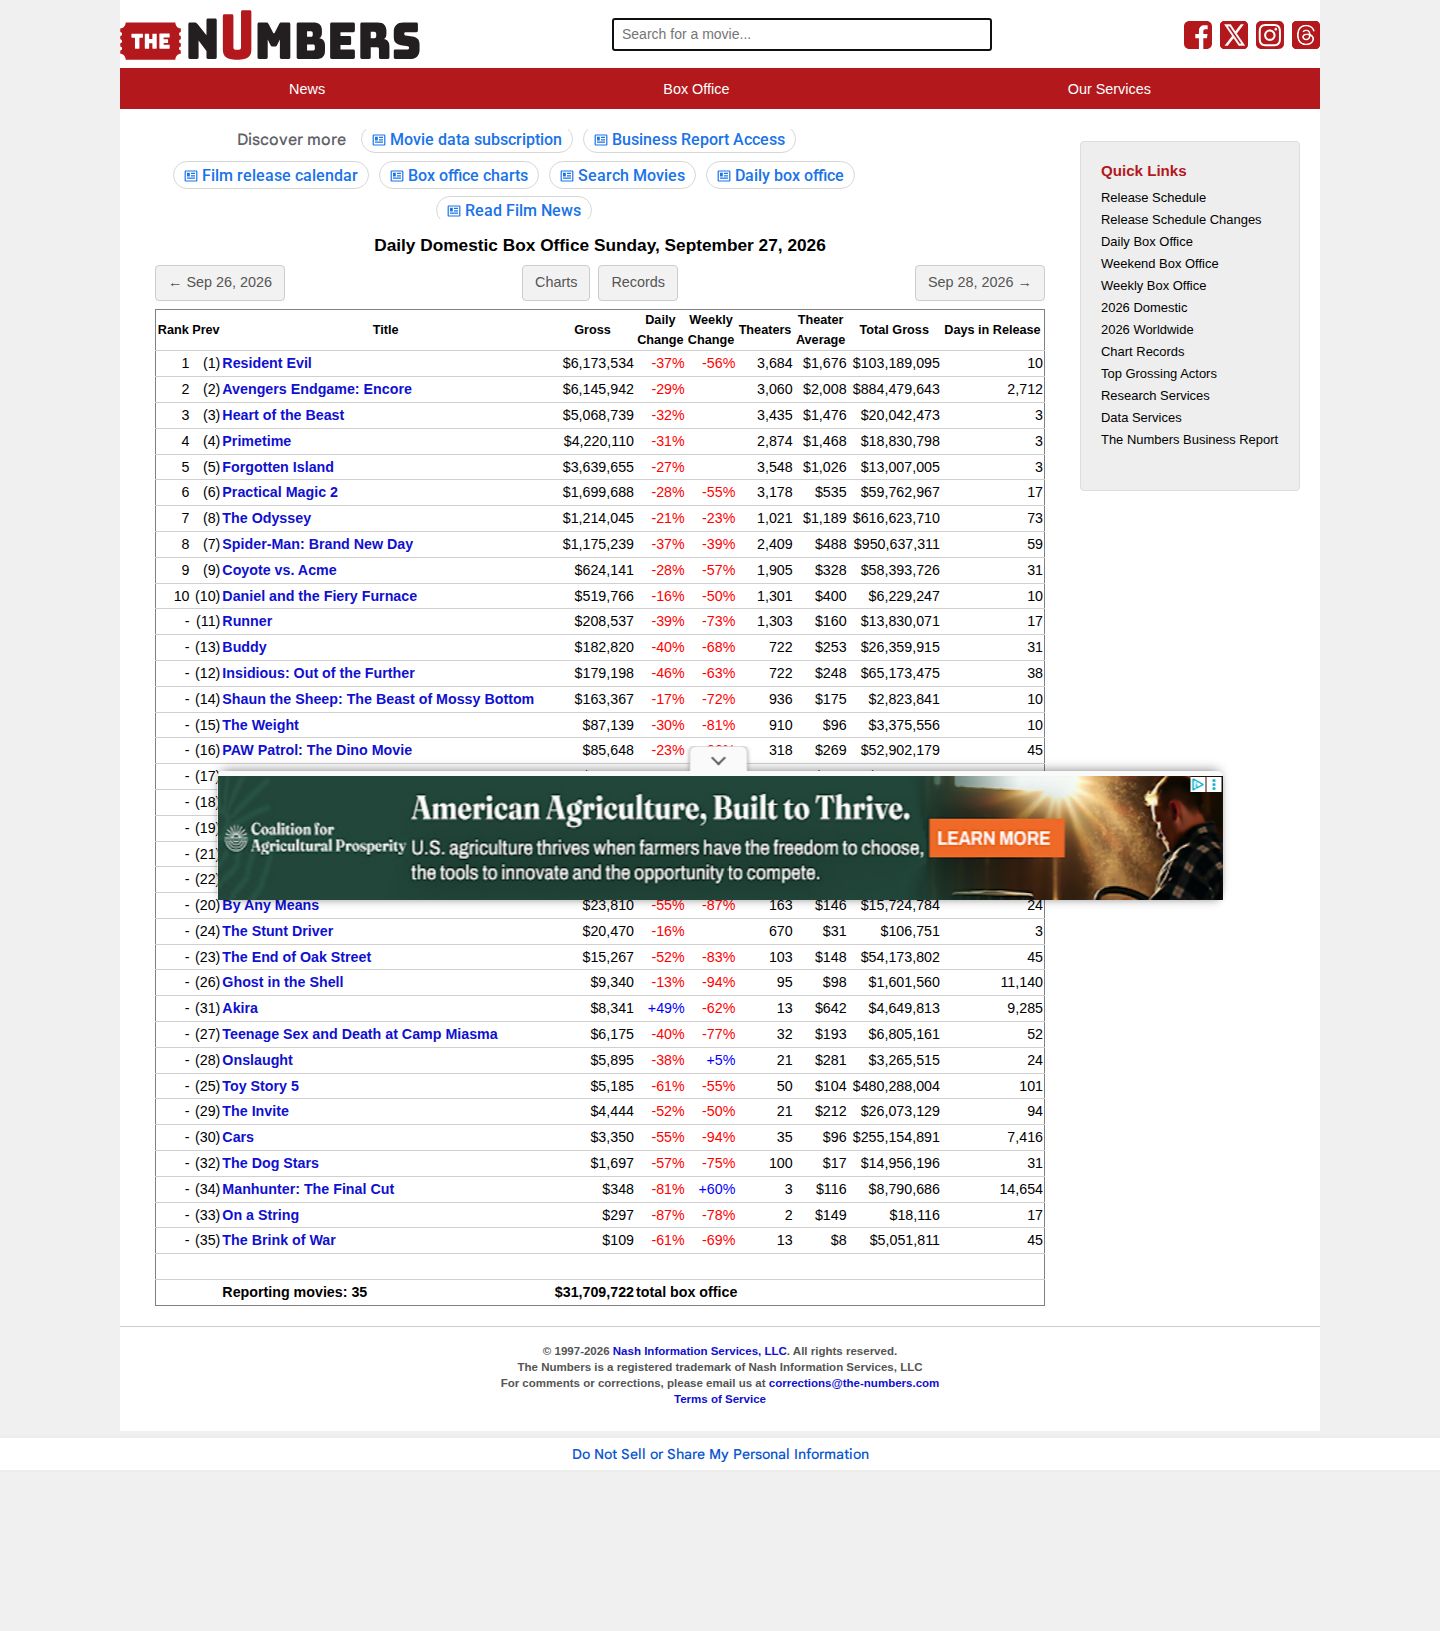 THE NUMBERS
Search for a movie...
News Box Office Our Services
Discover more Movie data subscription Business Report Access
Film release calendar Box office charts Search Movies Daily box office
Read Film News
Quick Links
Release Schedule
Release Schedule Changes
Daily Box Office
Weekend Box Office
Weekly Box Office
2026 Domestic
2026 Worldwide
Chart Records
Top Grossing Actors
Research Services
Data Services
The Numbers Business Report
Daily Domestic Box Office Sunday, September 27, 2026
← Sep 26, 2026 Charts Records Sep 28, 2026 →
Rank Prev Title Gross Daily Change Weekly Change Theaters Theater Average Total Gross Days in Release
1 (1) Resident Evil $6,173,534 -37% -56% 3,684 $1,676 $103,189,095 10
2 (2) Avengers Endgame: Encore $6,145,942 -29% 3,060 $2,008 $884,479,643 2,712
3 (3) Heart of the Beast $5,068,739 -32% 3,435 $1,476 $20,042,473 3
4 (4) Primetime $4,220,110 -31% 2,874 $1,468 $18,830,798 3
5 (5) Forgotten Island $3,639,655 -27% 3,548 $1,026 $13,007,005 3
6 (6) Practical Magic 2 $1,699,688 -28% -55% 3,178 $535 $59,762,967 17
7 (8) The Odyssey $1,214,045 -21% -23% 1,021 $1,189 $616,623,710 73
8 (7) Spider-Man: Brand New Day $1,175,239 -37% -39% 2,409 $488 $950,637,311 59
9 (9) Coyote vs. Acme $624,141 -28% -57% 1,905 $328 $58,393,726 31
10 (10) Daniel and the Fiery Furnace $519,766 -16% -50% 1,301 $400 $6,229,247 10
- (11) Runner $208,537 -39% -73% 1,303 $160 $13,830,071 17
- (13) Buddy $182,820 -40% -68% 722 $253 $26,359,915 31
- (12) Insidious: Out of the Further $179,198 -46% -63% 722 $248 $65,173,475 38
- (14) Shaun the Sheep: The Beast of Mossy Bottom $163,367 -17% -72% 936 $175 $2,823,841 10
- (15) The Weight $87,139 -30% -81% 910 $96 $3,375,556 10
- (16) PAW Patrol: The Dino Movie $85,648 -23% 318 $269 $52,902,179 45
- (17)
- (18)
- (19)
- (21)
- (22)
Coalition for
Agricultural Prosperity
American Agriculture, Built to Thrive.
U.S. agriculture thrives when farmers have the freedom to choose,
the tools to innovate and the opportunity to compete.
LEARN MORE
- (20) By Any Means $23,810 -55% -87% 163 $146 $15,724,784 24
- (24) The Stunt Driver $20,470 -16% 670 $31 $106,751 3
- (23) The End of Oak Street $15,267 -52% -83% 103 $148 $54,173,802 45
- (26) Ghost in the Shell $9,340 -13% -94% 95 $98 $1,601,560 11,140
- (31) Akira $8,341 +49% -62% 13 $642 $4,649,813 9,285
- (27) Teenage Sex and Death at Camp Miasma $6,175 -40% -77% 32 $193 $6,805,161 52
- (28) Onslaught $5,895 -38% +5% 21 $281 $3,265,515 24
- (25) Toy Story 5 $5,185 -61% -55% 50 $104 $480,288,004 101
- (29) The Invite $4,444 -52% -50% 21 $212 $26,073,129 94
- (30) Cars $3,350 -55% -94% 35 $96 $255,154,891 7,416
- (32) The Dog Stars $1,697 -57% -75% 100 $17 $14,956,196 31
- (34) Manhunter: The Final Cut $348 -81% +60% 3 $116 $8,790,686 14,654
- (33) On a String $297 -87% -78% 2 $149 $18,116 17
- (35) The Brink of War $109 -61% -69% 13 $8 $5,051,811 45
Reporting movies: 35 $31,709,722 total box office
© 1997-2026 Nash Information Services, LLC. All rights reserved.
The Numbers is a registered trademark of Nash Information Services, LLC
For comments or corrections, please email us at corrections@the-numbers.com
Terms of Service
Do Not Sell or Share My Personal Information